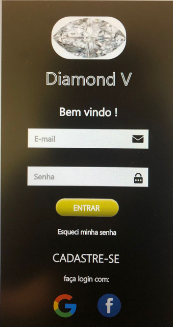 Diamond V
Bem vindo !
E-mail
Senha
ENTRAR
Esqueci minha senha
CADASTRE-SE
faça login com: